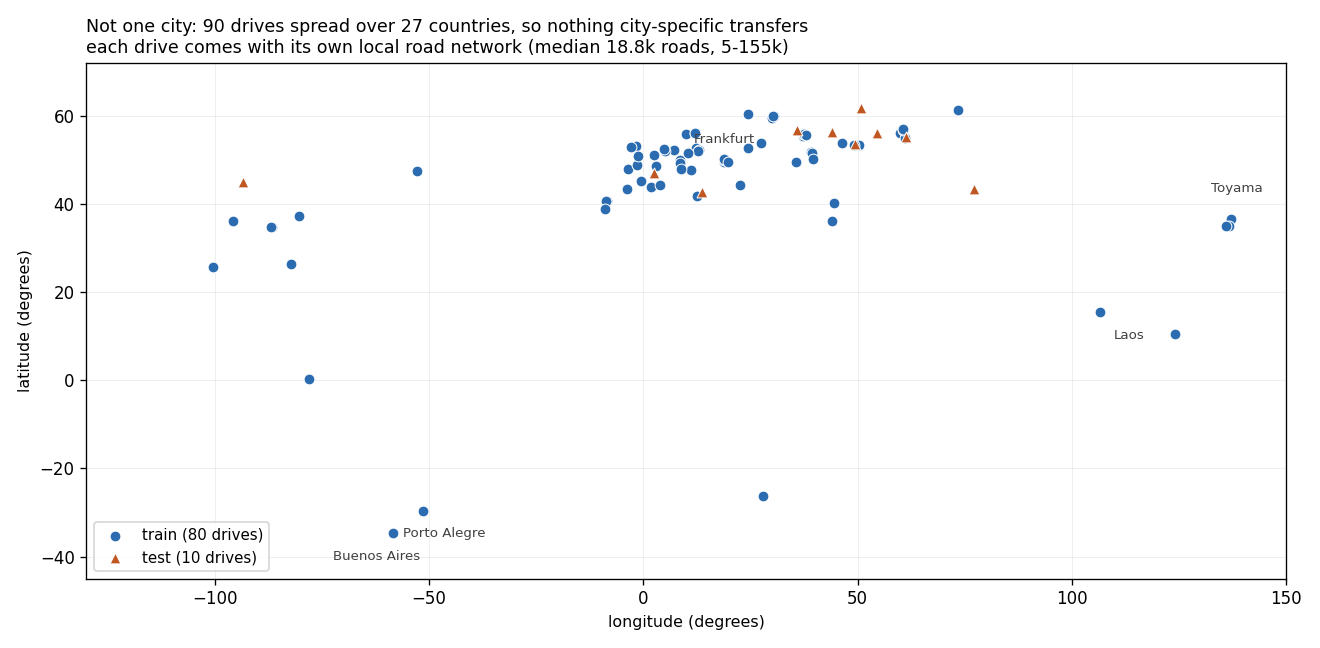 Not one city: 90 drives spread over 27 countries, so nothing city-specific transfers
each drive comes with its own local road network (median 18.8k roads, 5-155k)
latitude (degrees)
60
40
20
0
−20
−40
Frankfurt
Toyama
Laos
Porto Alegre
Buenos Aires
train (80 drives)
test (10 drives)
−100
−50
0
50
100
150
longitude (degrees)